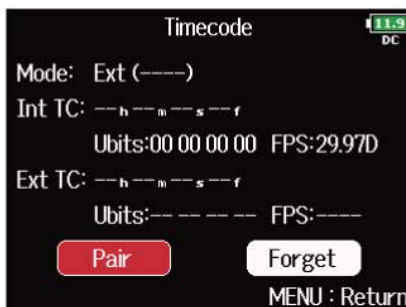 Timecode
11.9
DC
Mode: Ext (----)
Int TC: --h--m--s--f
Ubits:00 00 00 00 FPS:29.97D
Ext TC: --h--m--s--f
Ubits:-- -- -- -- FPS:----
Pair Forget
MENU : Return